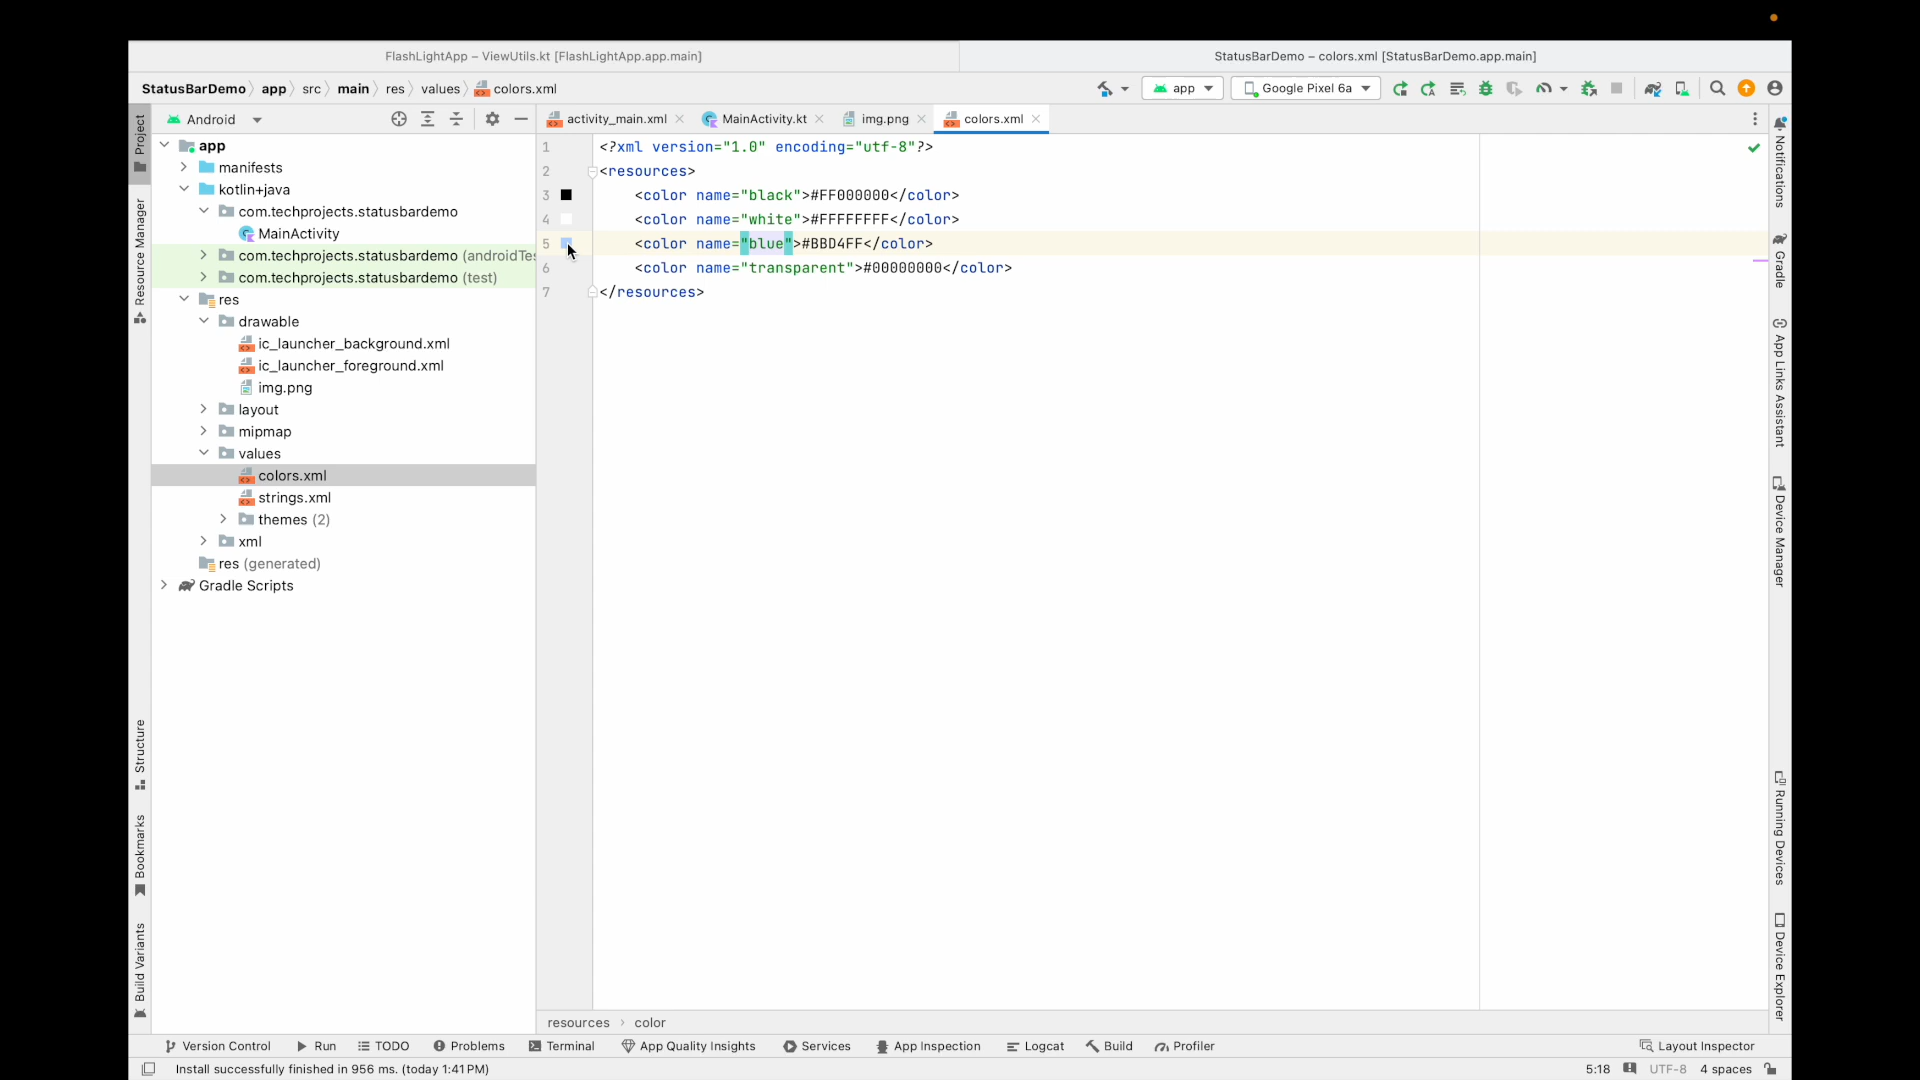 FlashLightApp – ViewUtils.kt [FlashLightApp.app.main]
StatusBarDemo – colors.xml [StatusBarDemo.app.main]
StatusBarDemo app src main res values colors.xml
app
Google Pixel 6a
Project
Resource Manager
Structure
Bookmarks
Build Variants
Android
app
manifests
kotlin+java
com.techprojects.statusbardemo
MainActivity
com.techprojects.statusbardemo (androidTes
com.techprojects.statusbardemo (test)
res
drawable
ic_launcher_background.xml
ic_launcher_foreground.xml
img.png
layout
mipmap
values
colors.xml
strings.xml
themes (2)
xml
res (generated)
Gradle Scripts
activity_main.xml MainActivity.kt img.png colors.xml
1 <?xml version="1.0" encoding="utf-8"?>
2 <resources>
3 <color name="black">#FF000000</color>
4 <color name="white">#FFFFFFFF</color>
5 <color name="blue">#BBD4FF</color>
6 <color name="transparent">#00000000</color>
7 </resources>
resources › color
Notifications
Gradle
App Links Assistant
Device Manager
Running Devices
Device Explorer
Version Control Run TODO Problems Terminal App Quality Insights Services App Inspection Logcat Build Profiler Layout Inspector
Install successfully finished in 956 ms. (today 1:41 PM) 5:18 UTF-8 4 spaces